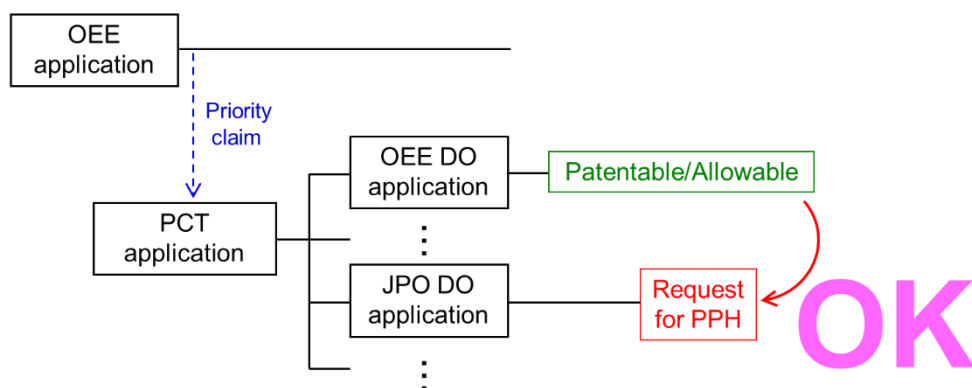 OEE
application
Priority
claim
OEE DO
application
Patentable/Allowable
PCT
application
JPO DO
application
Request
for PPH
OK